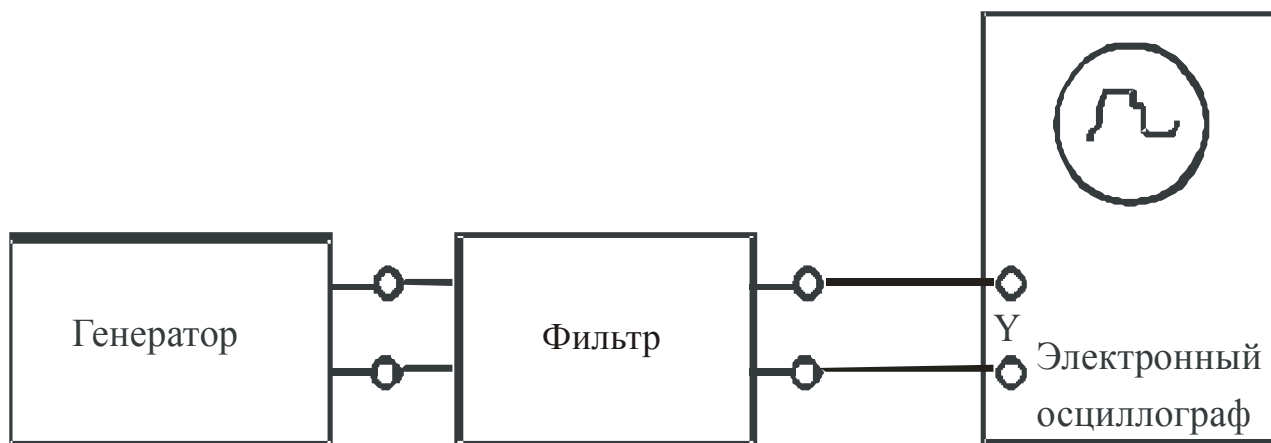 Генератор
Фильтр
Y
Электронный
осциллограф